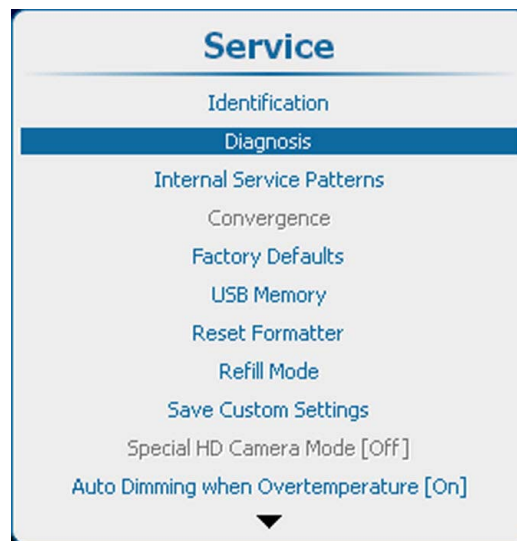 Service
Identification
Diagnosis
Internal Service Patterns
Convergence
Factory Defaults
USB Memory
Reset Formatter
Refill Mode
Save Custom Settings
Special HD Camera Mode [Off]
Auto Dimming when Overtemperature [On]